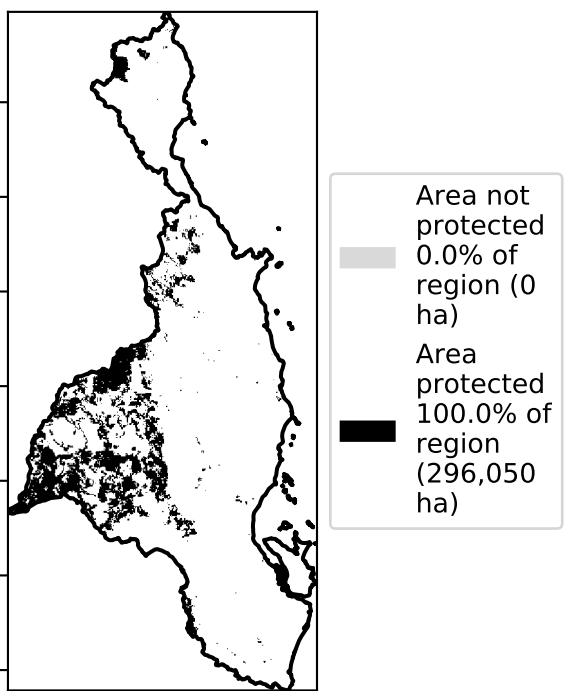 Area not
protected
0.0% of
region (0
ha)
Area
protected
100.0% of
region
(296,050
ha)